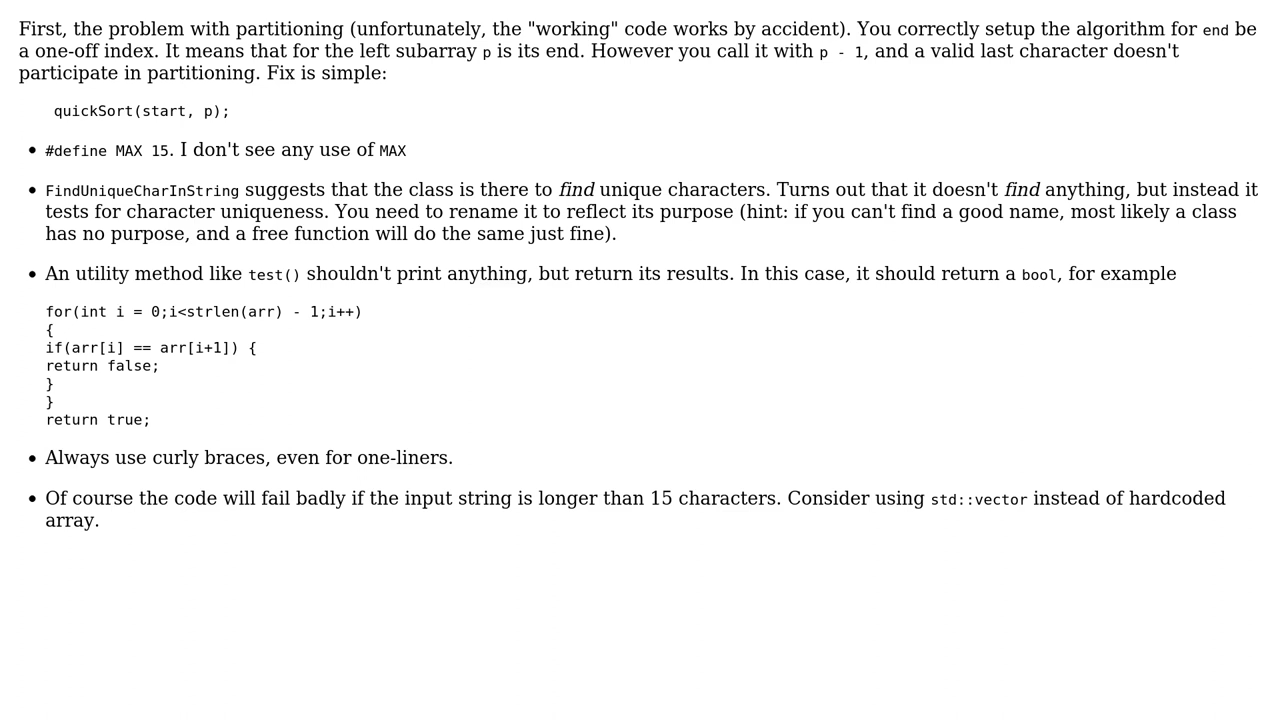 First, the problem with partitioning (unfortunately, the "working" code works by accident). You correctly setup the algorithm for end be
a one-off index. It means that for the left subarray p is its end. However you call it with p - 1, and a valid last character doesn't
participate in partitioning. Fix is simple:
quickSort(start, p);
• #define MAX 15. I don't see any use of MAX
• FindUniqueCharInString suggests that the class is there to find unique characters. Turns out that it doesn't find anything, but instead it
tests for character uniqueness. You need to rename it to reflect its purpose (hint: if you can't find a good name, most likely a class
has no purpose, and a free function will do the same just fine).
• An utility method like test() shouldn't print anything, but return its results. In this case, it should return a bool, for example
for(int i = 0;i<strlen(arr) - 1;i++)
{
if(arr[i] == arr[i+1]) {
return false;
}
}
return true;
• Always use curly braces, even for one-liners.
• Of course the code will fail badly if the input string is longer than 15 characters. Consider using std::vector instead of hardcoded
array.